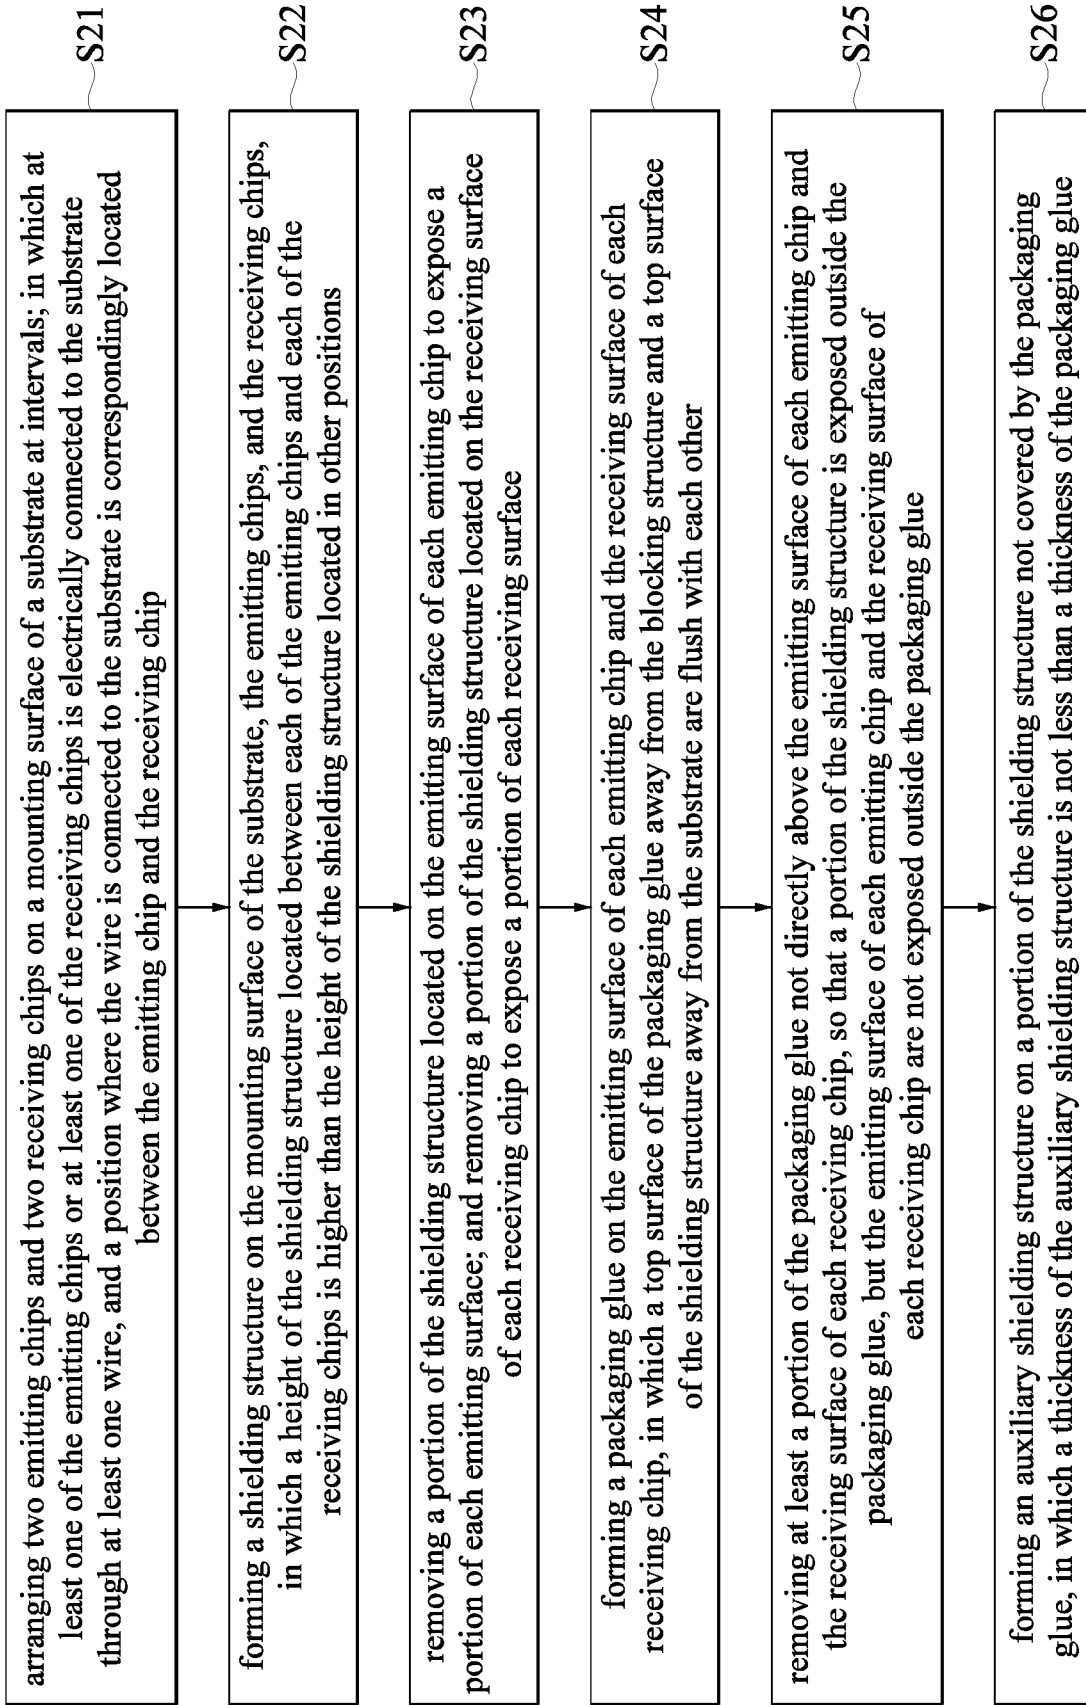 arranging two emitting chips and two receiving chips on a mounting surface of a substrate at intervals; in which at
least one of the emitting chips or at least one of the receiving chips is electrically connected to the substrate
through at least one wire, and a position where the wire is connected to the substrate is correspondingly located
between the emitting chip and the receiving chip
S21
forming a shielding structure on the mounting surface of the substrate, the emitting chips, and the receiving chips,
in which a height of the shielding structure located between each of the emitting chips and each of the
receiving chips is higher than the height of the shielding structure located in other positions
S22
removing a portion of the shielding structure located on the emitting surface of each emitting chip to expose a
portion of each emitting surface; and removing a portion of the shielding structure located on the receiving surface
of each receiving chip to expose a portion of each receiving surface
S23
forming a packaging glue on the emitting surface of each emitting chip and the receiving surface of each
receiving chip, in which a top surface of the packaging glue away from the blocking structure and a top surface
of the shielding structure away from the substrate are flush with each other
S24
removing at least a portion of the packaging glue not directly above the emitting surface of each emitting chip and
the receiving surface of each receiving chip, so that a portion of the shielding structure is exposed outside the
packaging glue, but the emitting surface of each emitting chip and the receiving surface of
each receiving chip are not exposed outside the packaging glue
S25
forming an auxiliary shielding structure on a portion of the shielding structure not covered by the packaging
glue, in which a thickness of the auxiliary shielding structure is not less than a thickness of the packaging glue
S26